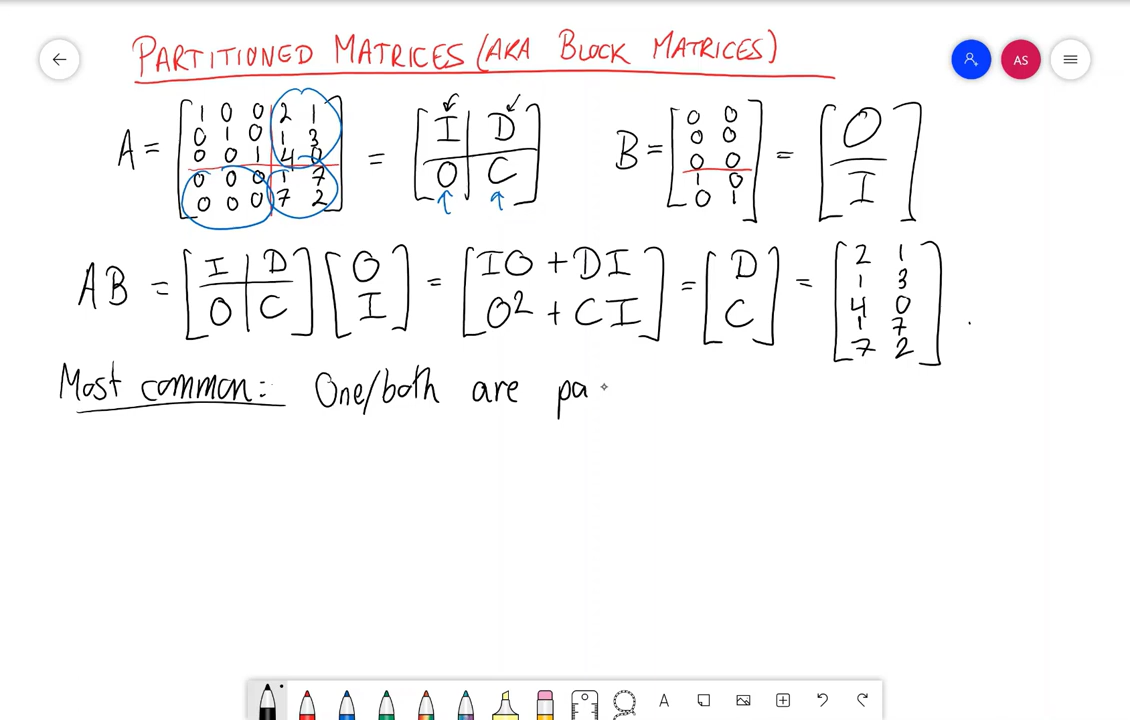 PARTITIONED MATRICES (AKA BLOCK MATRICES)
AS
A = [1 0 0 | 2 1; 0 1 0 | 1 3; 0 0 1 | 4 0; 0 0 0 | 1 7; 0 0 0 | 7 2] = [I | D; O | C]
B = [0 0; 0 0; 0 0; 1 0; 0 1] = [O; I]
AB = [I | D; O | C] [O; I] = [IO + DI; O² + CI] = [D; C] = [2 1; 1 3; 4 0; 1 7; 7 2].
Most common: One/both are pa
A